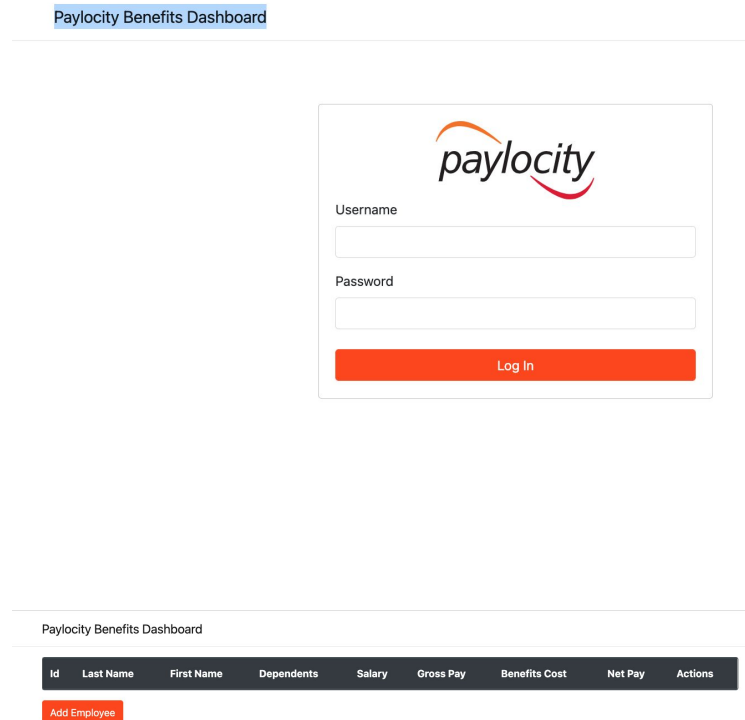 Paylocity Benefits Dashboard
paylocity
Username
Password
Log In
Paylocity Benefits Dashboard
Id Last Name First Name Dependents Salary Gross Pay Benefits Cost Net Pay Actions
Add Employee